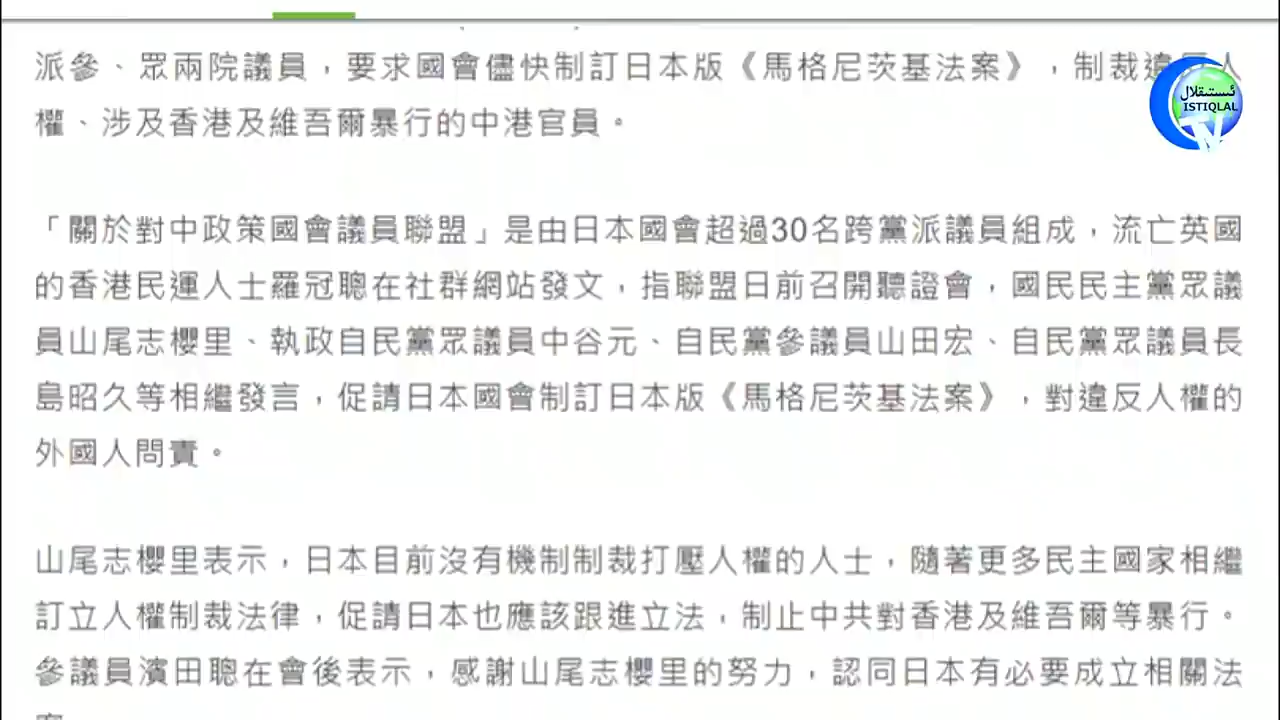 派參、眾兩院議員，要求國會儘快制訂日本版《馬格尼茨基法案》，制裁違反人
權、涉及香港及維吾爾暴行的中港官員。
ئىستىقلال
ISTIQLAL
TV
「關於對中政策國會議員聯盟」是由日本國會超過30名跨黨派議員組成，流亡英國
的香港民運人士羅冠聰在社群網站發文，指聯盟日前召開聽證會，國民民主黨眾議
員山尾志櫻里、執政自民黨眾議員中谷元、自民黨參議員山田宏、自民黨眾議員長
島昭久等相繼發言，促請日本國會制訂日本版《馬格尼茨基法案》，對違反人權的
外國人問責。
山尾志櫻里表示，日本目前沒有機制制裁打壓人權的人士，隨著更多民主國家相繼
訂立人權制裁法律，促請日本也應該跟進立法，制止中共對香港及維吾爾等暴行。
參議員濱田聰在會後表示，感謝山尾志櫻里的努力，認同日本有必要成立相關法